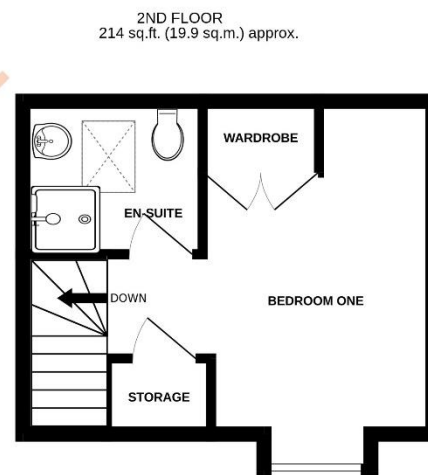 2ND FLOOR
214 sq.ft. (19.9 sq.m.) approx.
WARDROBE
EN-SUITE
DOWN
BEDROOM ONE
STORAGE